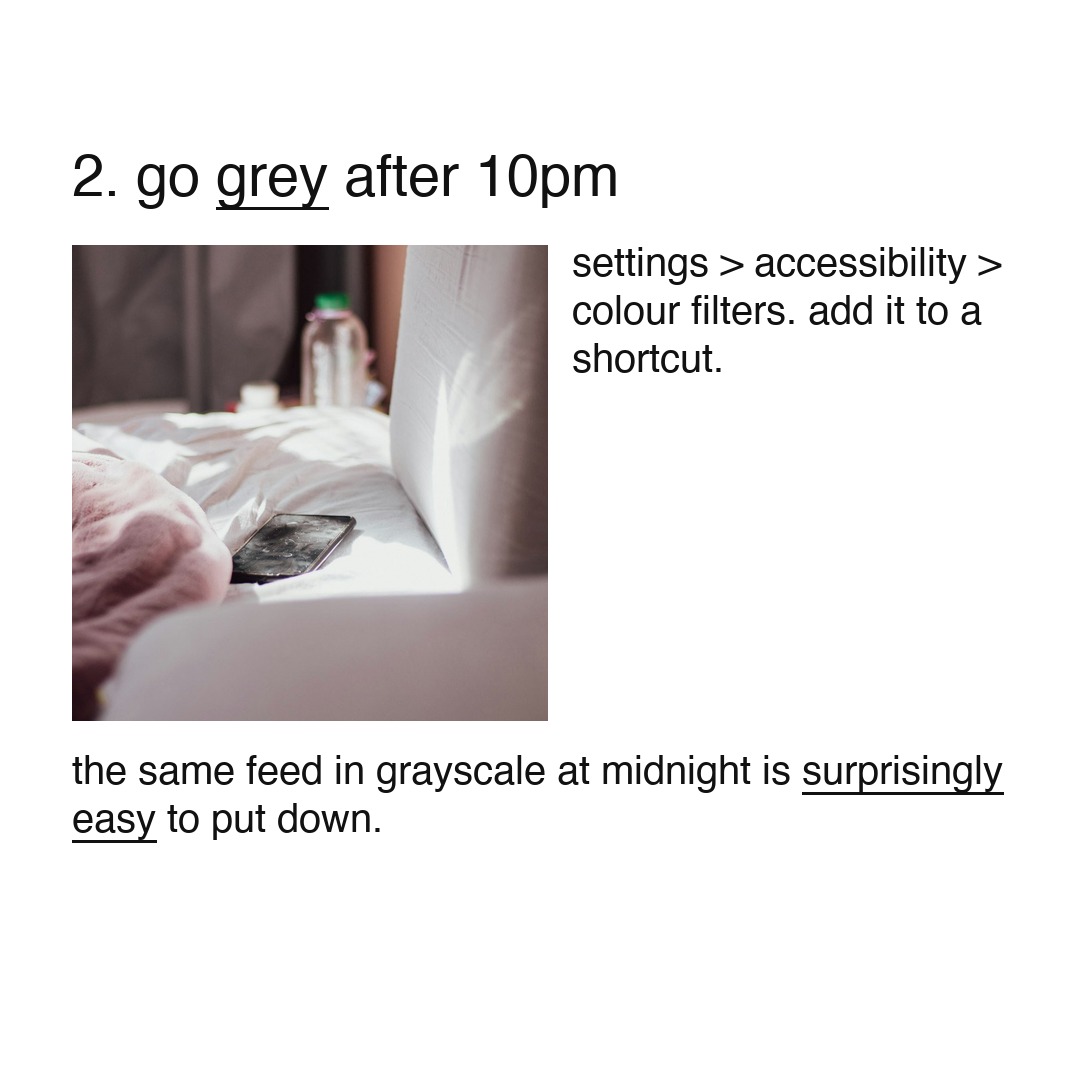 2. go grey after 10pm
settings > accessibility >
colour filters. add it to a
shortcut.
the same feed in grayscale at midnight is surprisingly
easy to put down.